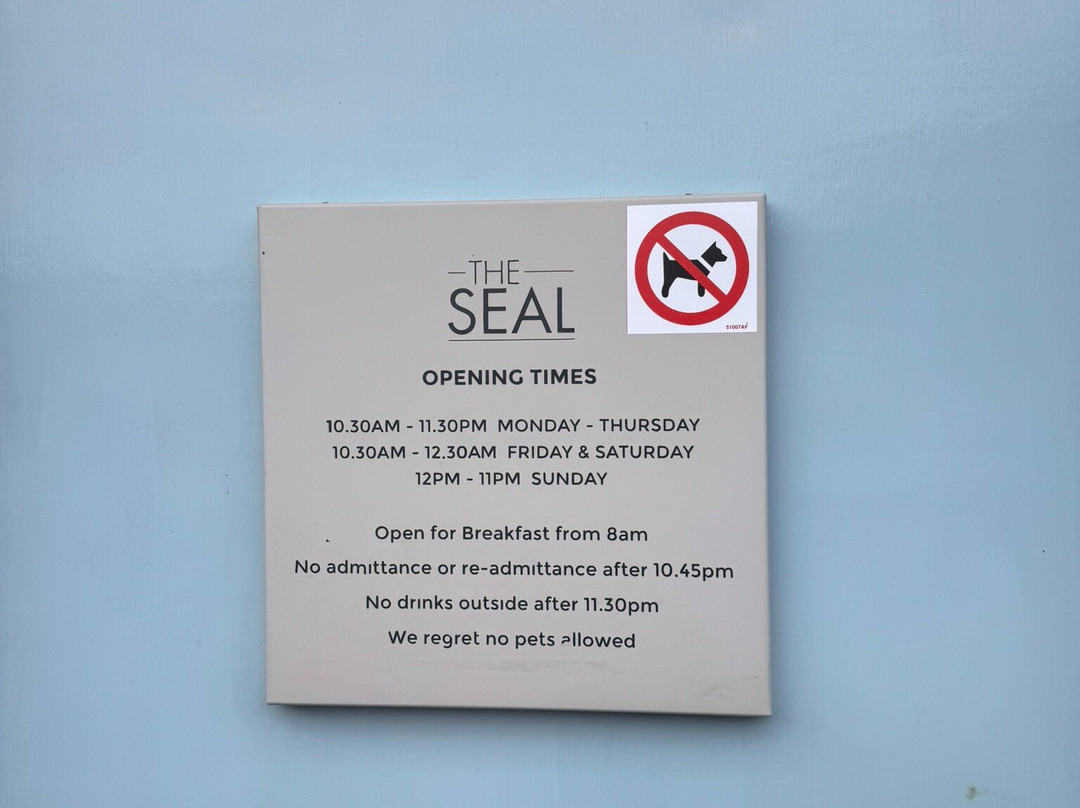 THE
SEAL
51007AF
OPENING TIMES
10.30AM - 11.30PM MONDAY - THURSDAY
10.30AM - 12.30AM FRIDAY & SATURDAY
12PM - 11PM SUNDAY
Open for Breakfast from 8am
No admittance or re-admittance after 10.45pm
No drinks outside after 11.30pm
We regret no pets allowed